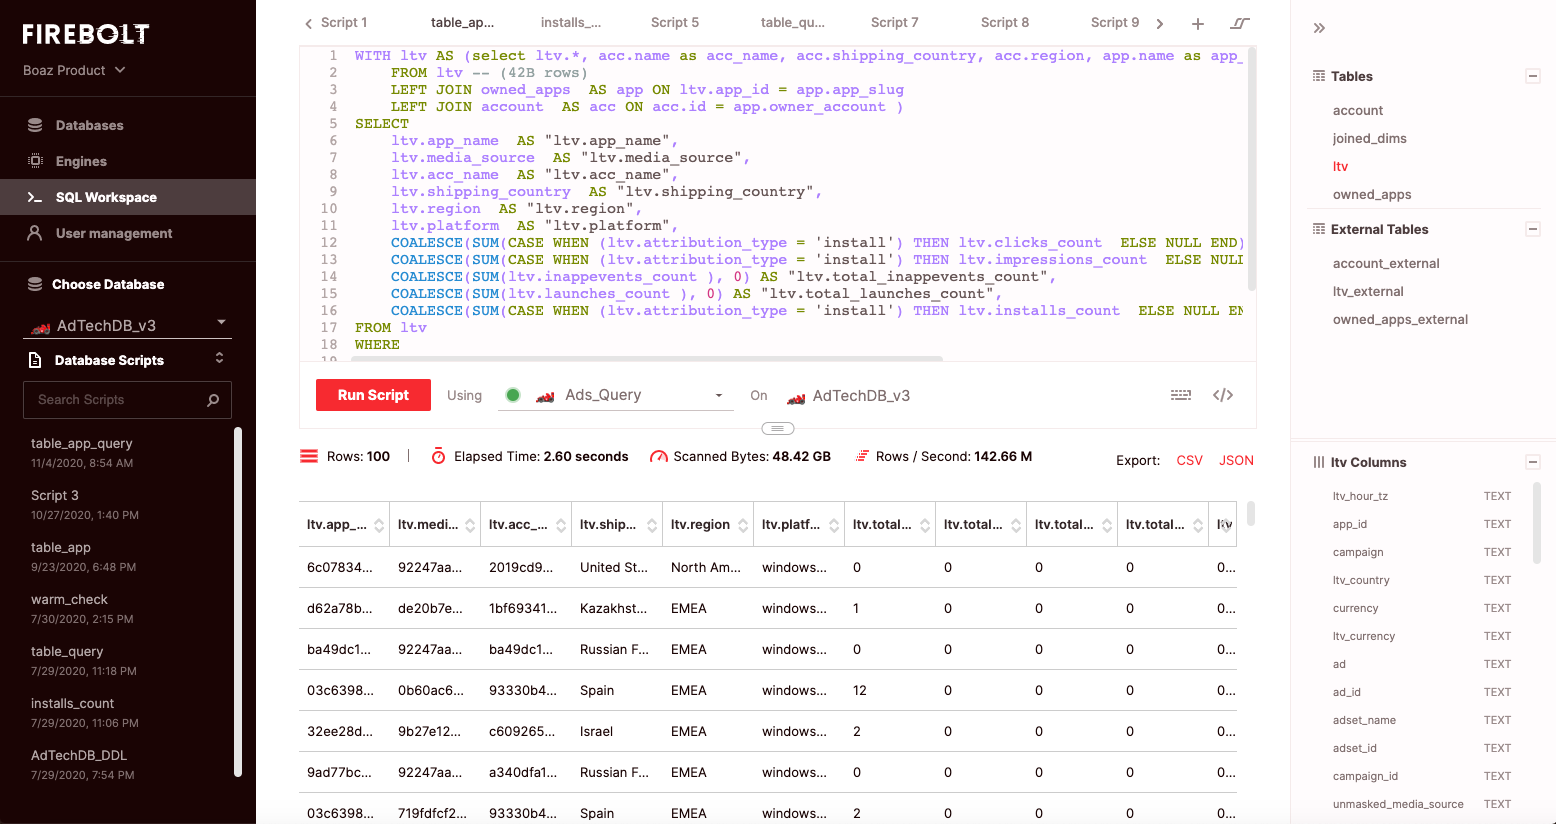 FIREBOLT
Boaz Product
Databases
Engines
SQL Workspace
User management
Choose Database
AdTechDB_v3
Database Scripts
Search Scripts
table_app_query
11/4/2020, 8:54 AM
Script 3
10/27/2020, 1:40 PM
table_app
9/23/2020, 6:48 PM
warm_check
7/30/2020, 2:15 PM
table_query
7/29/2020, 11:18 PM
installs_count
7/29/2020, 11:06 PM
AdTechDB_DDL
7/29/2020, 7:54 PM
Script 1 table_ap... installs_... Script 5 table_qu... Script 7 Script 8 Script 9
1 WITH ltv AS (select ltv.*, acc.name as acc_name, acc.shipping_country, acc.region, app.name as app_
2 FROM ltv -- (42B rows)
3 LEFT JOIN owned_apps AS app ON ltv.app_id = app.app_slug
4 LEFT JOIN account AS acc ON acc.id = app.owner_account )
5 SELECT
6 ltv.app_name AS "ltv.app_name",
7 ltv.media_source AS "ltv.media_source",
8 ltv.acc_name AS "ltv.acc_name",
9 ltv.shipping_country AS "ltv.shipping_country",
10 ltv.region AS "ltv.region",
11 ltv.platform AS "ltv.platform",
12 COALESCE(SUM(CASE WHEN (ltv.attribution_type = 'install') THEN ltv.clicks_count ELSE NULL END)
13 COALESCE(SUM(CASE WHEN (ltv.attribution_type = 'install') THEN ltv.impressions_count ELSE NULL
14 COALESCE(SUM(ltv.inappevents_count ), 0) AS "ltv.total_inappevents_count",
15 COALESCE(SUM(ltv.launches_count ), 0) AS "ltv.total_launches_count",
16 COALESCE(SUM(CASE WHEN (ltv.attribution_type = 'install') THEN ltv.installs_count ELSE NULL EN
17 FROM ltv
18 WHERE
19
Run Script Using Ads_Query On AdTechDB_v3
Rows: 100 | Elapsed Time: 2.60 seconds Scanned Bytes: 48.42 GB Rows / Second: 142.66 M Export: CSV JSON
ltv.app_... ltv.medi... ltv.acc_... ltv.ship... ltv.region ltv.platf... ltv.total... ltv.total... ltv.total... ltv.total... ltv
6c07834... 92247aa... 2019cd9... United St... North Am... windows... 0 0 0 0 0...
d62a78b... de20b7e... 1bf69341... Kazakhst... EMEA windows... 1 0 0 0 0...
ba49dc1... 92247aa... ba49dc1... Russian F... EMEA windows... 0 0 0 0 0...
03c6398... 0b60ac6... 93330b4... Spain EMEA windows... 12 0 0 0 0...
32ee28d... 9b27e12... c609265... Israel EMEA windows... 2 0 0 0 0...
9ad77bc... 92247aa... a340dfa1... Russian F... EMEA windows... 0 0 0 0 0...
03c6398... 719fdfcf2... 93330b4... Spain EMEA windows... 2 0 0 0 0...
Tables
account
joined_dims
ltv
owned_apps
External Tables
account_external
ltv_external
owned_apps_external
ltv Columns
ltv_hour_tz TEXT
app_id TEXT
campaign TEXT
ltv_country TEXT
currency TEXT
ltv_currency TEXT
ad TEXT
ad_id TEXT
adset_name TEXT
adset_id TEXT
campaign_id TEXT
unmasked_media_source TEXT